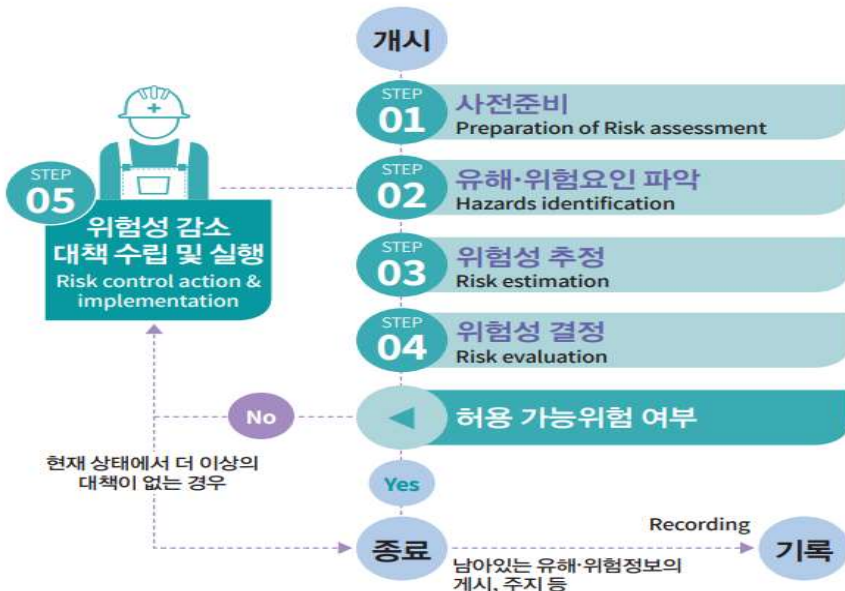 개시
STEP
01
사전준비
Preparation of Risk assessment
STEP
02
유해·위험요인 파악
Hazards identification
STEP
03
위험성 추정
Risk estimation
STEP
04
위험성 결정
Risk evaluation
STEP
05
위험성 감소
대책 수립 및 실행
Risk control action &
implementation
허용 가능위험 여부
No
현재 상태에서 더 이상의
대책이 없는 경우
Yes
종료
Recording
남아있는 유해·위험정보의
게시, 주지 등
기록